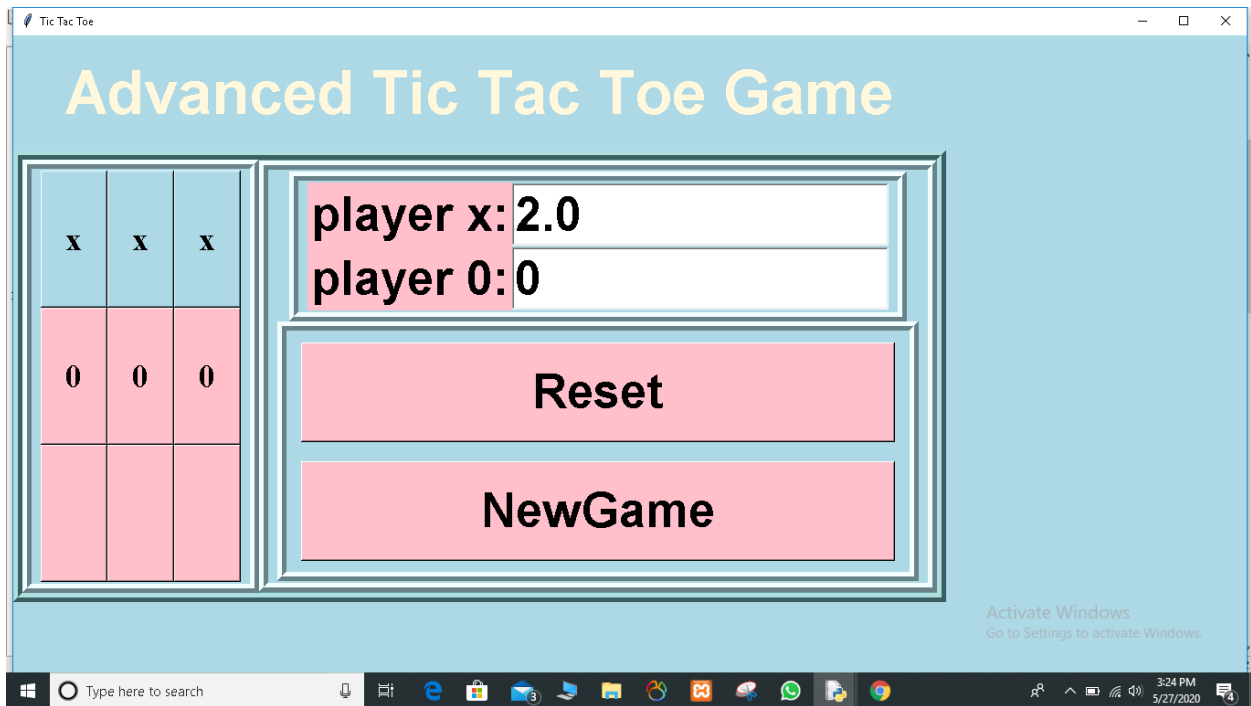 Tic Tac Toe
Advanced Tic Tac Toe Game
x x x
0 0 0
player x: 2.0
player 0: 0
Reset
NewGame
Activate Windows
Go to Settings to activate Windows.
Type here to search
3
3:24 PM
5/27/2020
4